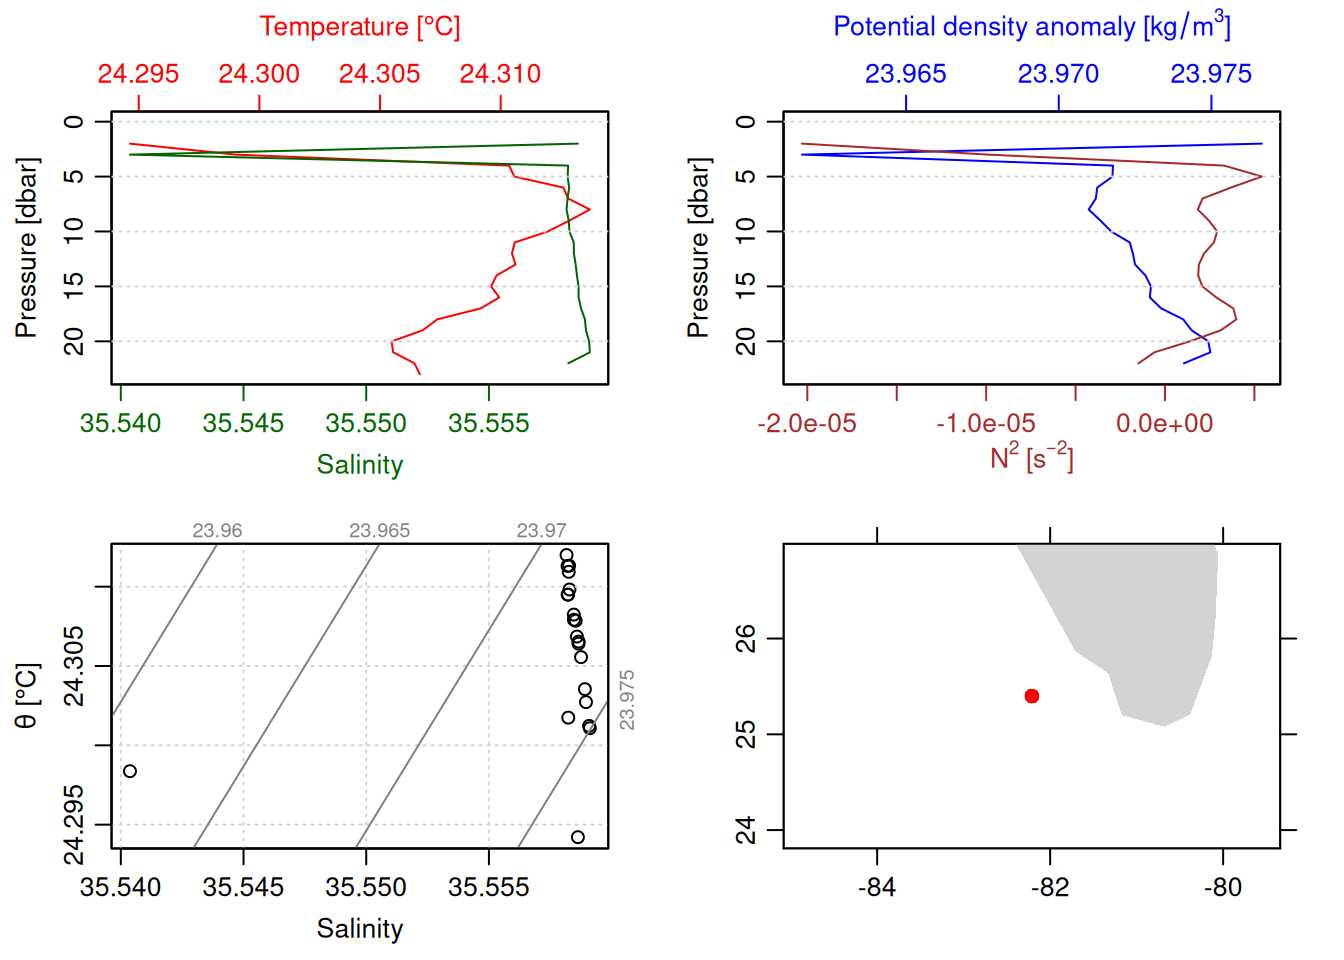 Temperature [°C]
24.295 24.300 24.305 24.310
Pressure [dbar]
0
5
10
15
20
35.540 35.545 35.550 35.555
Salinity
Potential density anomaly [kg/m³]
23.965 23.970 23.975
Pressure [dbar]
0
5
10
15
20
-2.0e-05 -1.0e-05 0.0e+00
N² [s⁻²]
23.96 23.965 23.97
23.975
θ [°C]
24.305
24.295
35.540 35.545 35.550 35.555
Salinity
26
25
24
-84 -82 -80